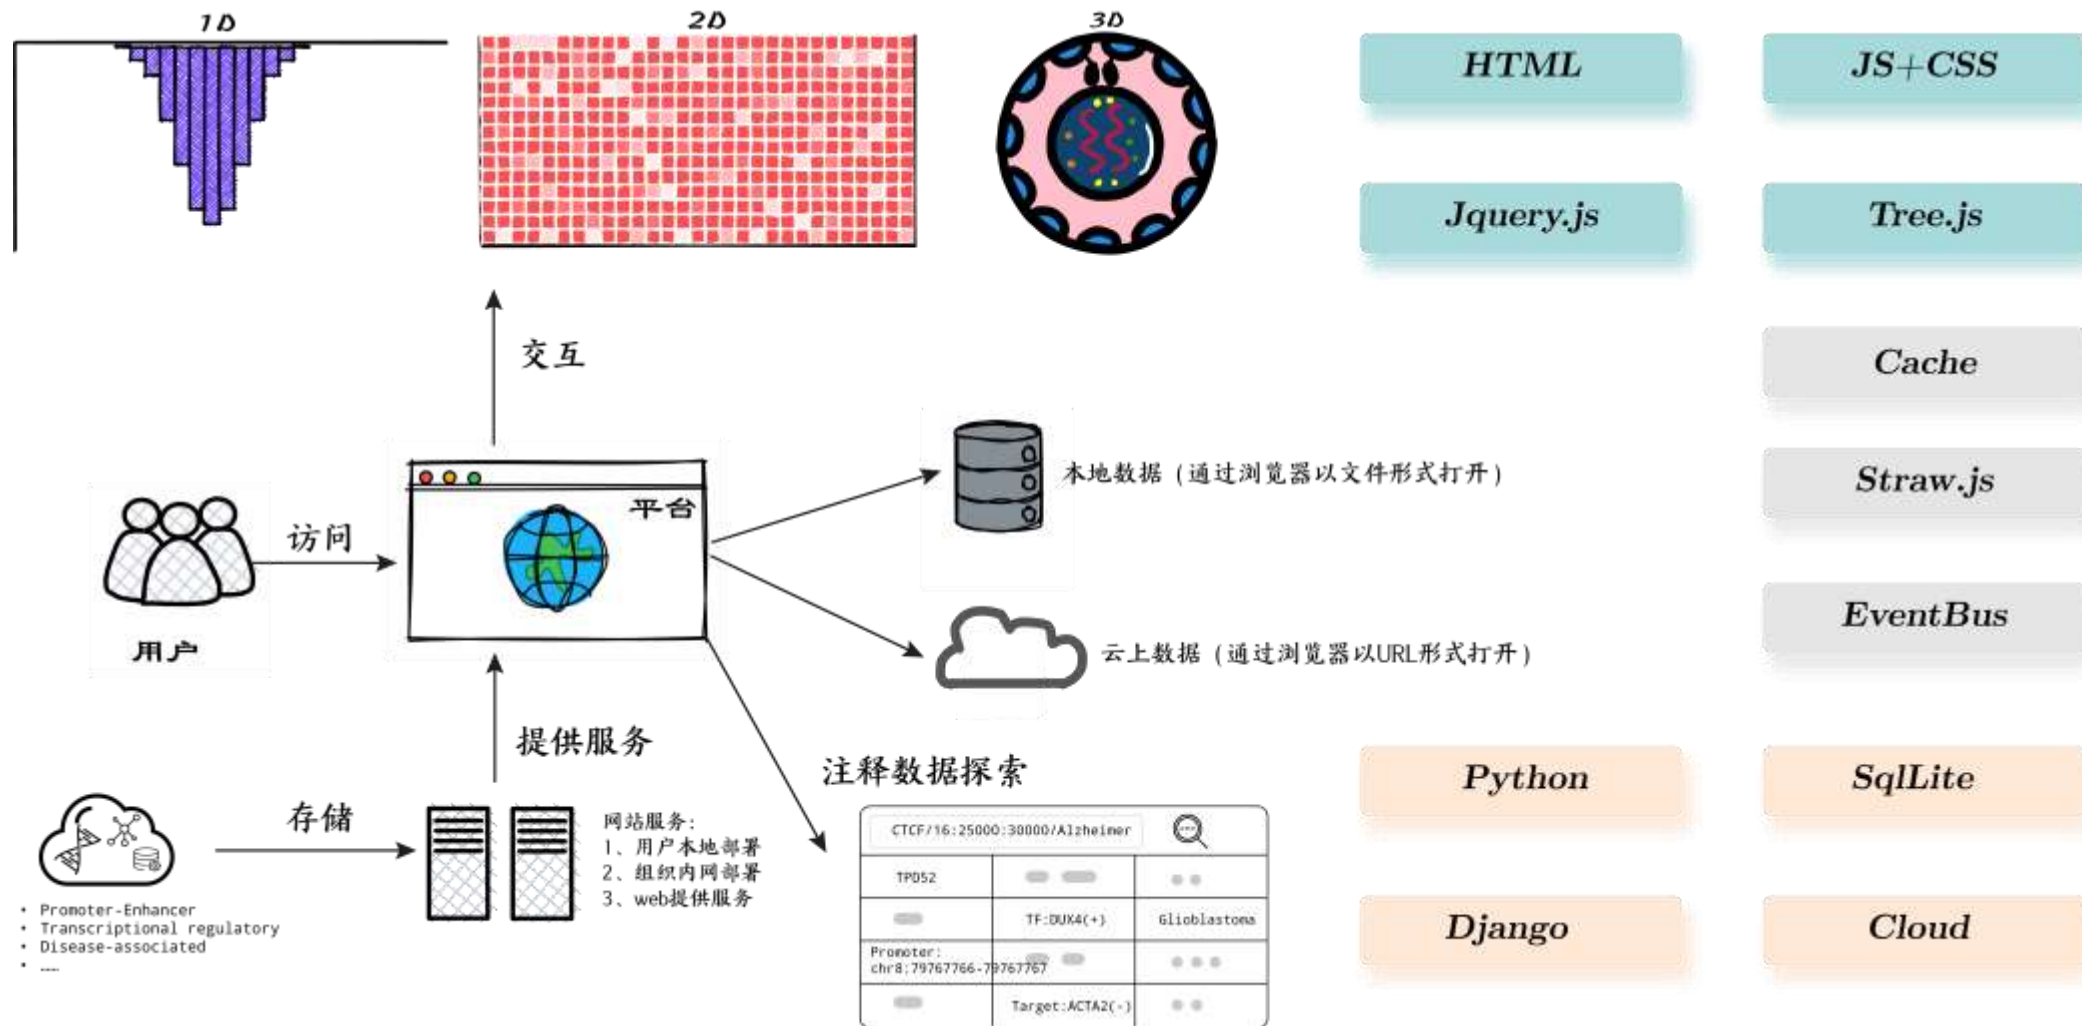 1D
2D
3D
HTML
JS+CSS
Jquery.js
Tree.js
交互
Cache
本地数据 (通过浏览器以文件形式打开)
Straw.js
平台
访问
用户
EventBus
云上数据 (通过浏览器以URL形式打开)
提供服务
注释数据探索
Python
SqlLite
存储
网站服务:
1、用户本地部署
2、组织内网部署
3、web提供服务
CTCF/16:25000:30000/Alzheimer
TPD52
TF:DUX4(+)
Glioblastoma
Promoter:
chr8:79767766-79767767
Target:ACTA2(-)
• Promoter-Enhancer
• Transcriptional regulatory
• Disease-associated
• ……
Django
Cloud